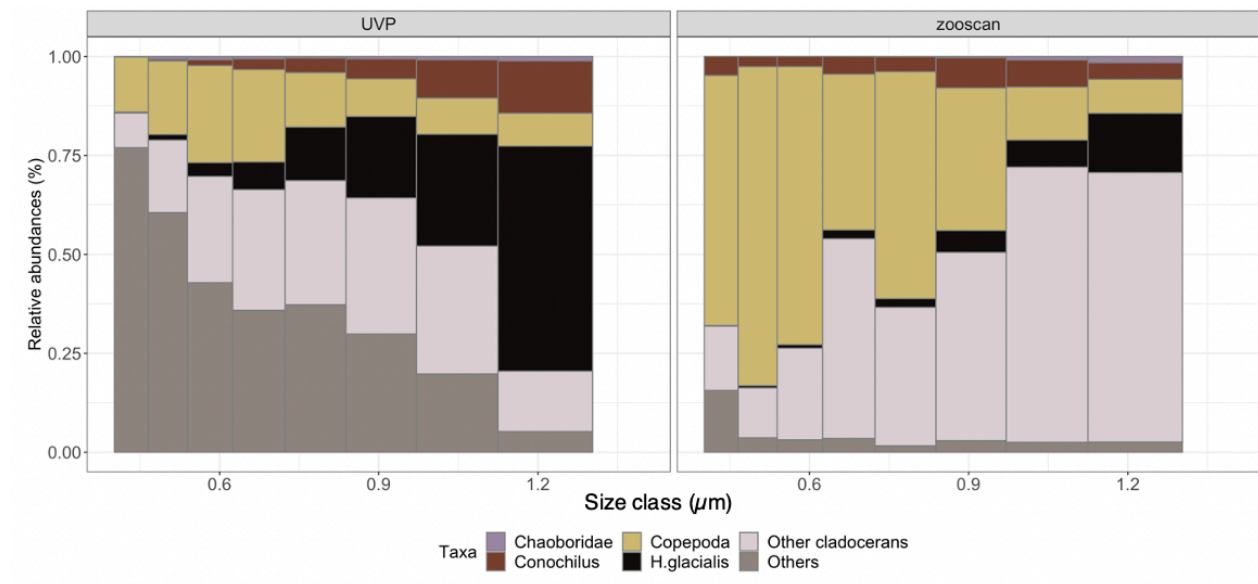 UVP
zooscan
Relative abundances (%)
1.00
0.75
0.50
0.25
0.00
0.6 0.9 1.2 0.6 0.9 1.2
Size class (μm)
Taxa
Chaoboridae Copepoda Other cladocerans
Conochilus H.glacialis Others